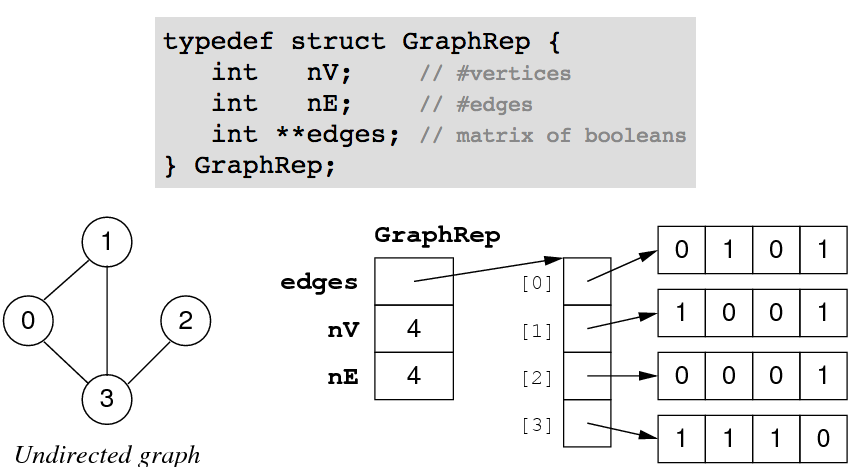 typedef struct GraphRep {
   int   nV;    // #vertices
   int   nE;    // #edges
   int **edges; // matrix of booleans
} GraphRep;
1
0
2
3
Undirected graph
GraphRep
edges
nV 4
nE 4
[0] 0 1 0 1
[1] 1 0 0 1
[2] 0 0 0 1
[3] 1 1 1 0